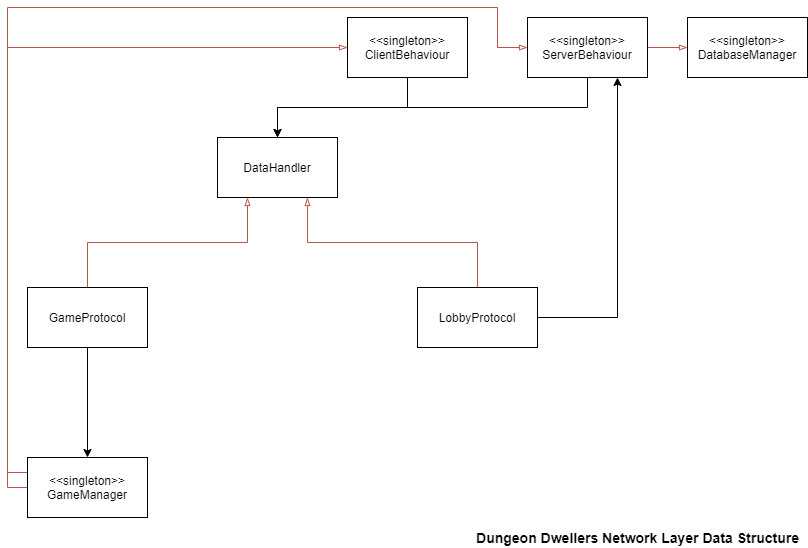 <<singleton>>
ClientBehaviour
<<singleton>>
ServerBehaviour
<<singleton>>
DatabaseManager
DataHandler
GameProtocol
LobbyProtocol
<<singleton>>
GameManager
Dungeon Dwellers Network Layer Data Structure